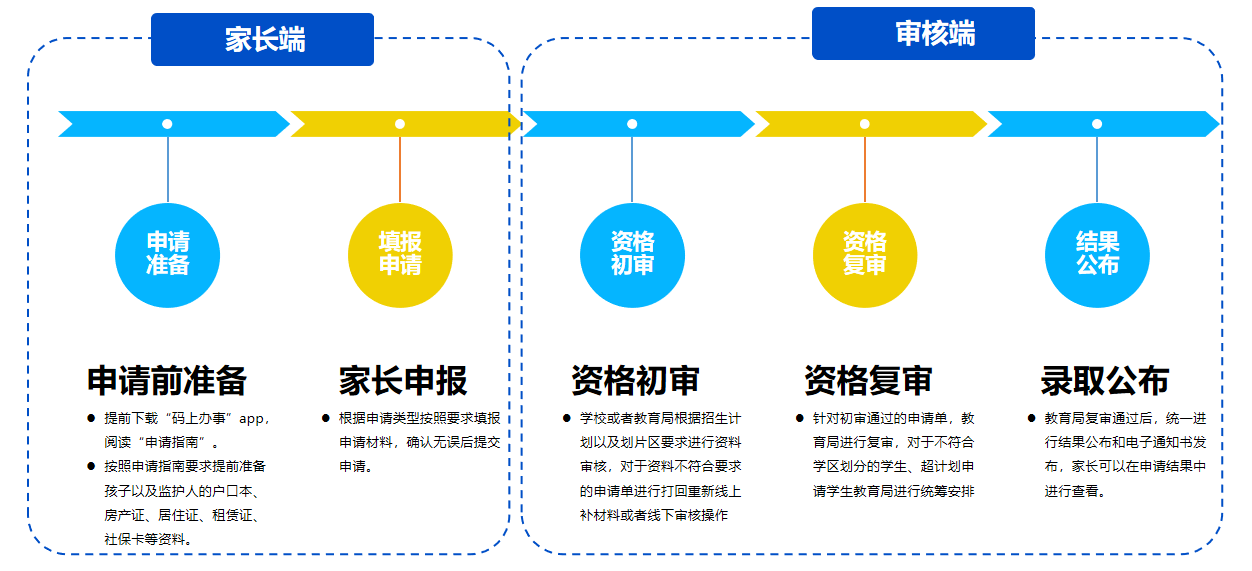 家长端
审核端
申请
准备
填报
申请
资格
初审
资格
复审
结果
公布
申请前准备
● 提前下载“码上办事”app，
阅读“申请指南”。
● 按照申请指南要求提前准备
孩子以及监护人的户口本、
房产证、居住证、租赁证、
社保卡等资料。
家长申报
● 根据申请类型按照要求填报
申请材料，确认无误后提交
申请。
资格初审
● 学校或者教育局根据招生计
划以及划片区要求进行资料
审核，对于资料不符合要求
的申请单进行打回重新线上
补材料或者线下审核操作
资格复审
● 针对初审通过的申请单，教
育局进行复审，对于不符合
学区划分的学生、超计划申
请学生教育局进行统筹安排
录取公布
● 教育局复审通过后，统一进
行结果公布和电子通知书发
布，家长可以在申请结果中
进行查看。